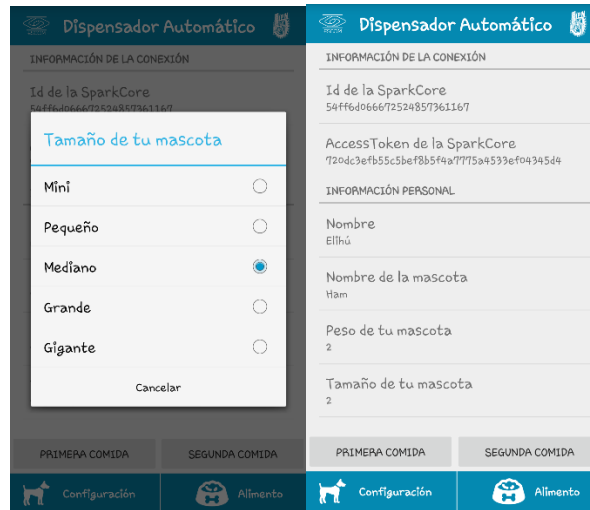 Dispensador Automático
INFORMACIÓN DE LA CONEXIÓN
Id de la SparkCore
54ff6d066672524857361167
Tamaño de tu mascota
Mini
Pequeño
Mediano
Grande
Gigante
Cancelar
PRIMERA COMIDA
SEGUNDA COMIDA
Configuración
Alimento
Dispensador Automático
INFORMACIÓN DE LA CONEXIÓN
Id de la SparkCore
54ff6d066672524857361167
AccessToken de la SparkCore
720dc3efb55c5bef8b5f4a7775a4533ef04345d4
INFORMACIÓN PERSONAL
Nombre
Elihú
Nombre de la mascota
Ham
Peso de tu mascota
2
Tamaño de tu mascota
2
PRIMERA COMIDA
SEGUNDA COMIDA
Configuración
Alimento